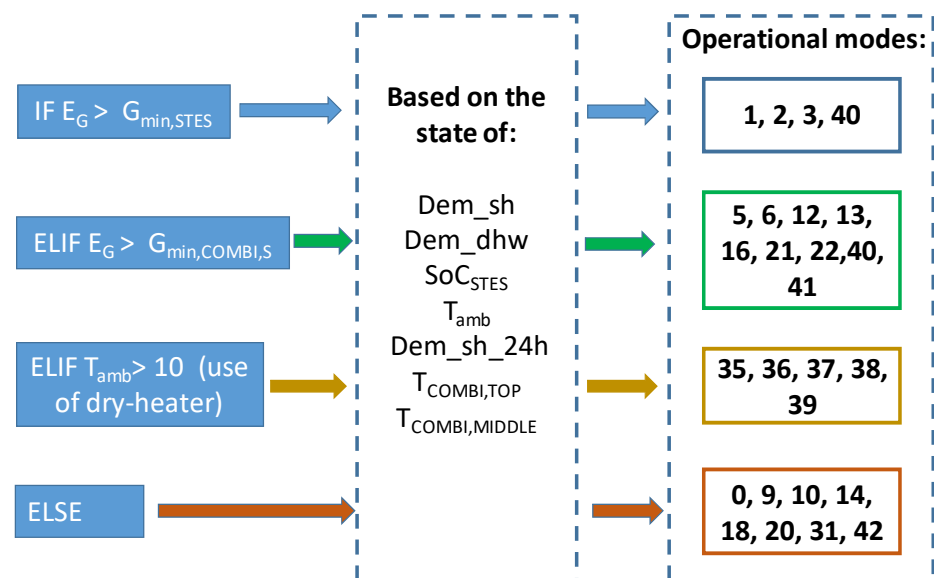 IF E_G > G_min,STES
ELIF E_G > G_min,COMBI,S
ELIF T_amb > 10 (use
of dry-heater)
ELSE
Based on the
state of:
Dem_sh
Dem_dhw
SoC_STES
T_amb
Dem_sh_24h
T_COMBI,TOP
T_COMBI,MIDDLE
Operational modes:
1, 2, 3, 40
5, 6, 12, 13,
16, 21, 22,40,
41
35, 36, 37, 38,
39
0, 9, 10, 14,
18, 20, 31, 42